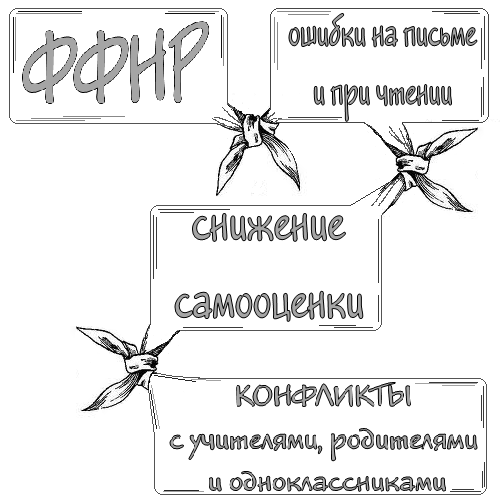 ФФНР
ошибки на письме
и при чтении
снижение
самооценки
конфликты
с учителями, родителями
и одноклассниками